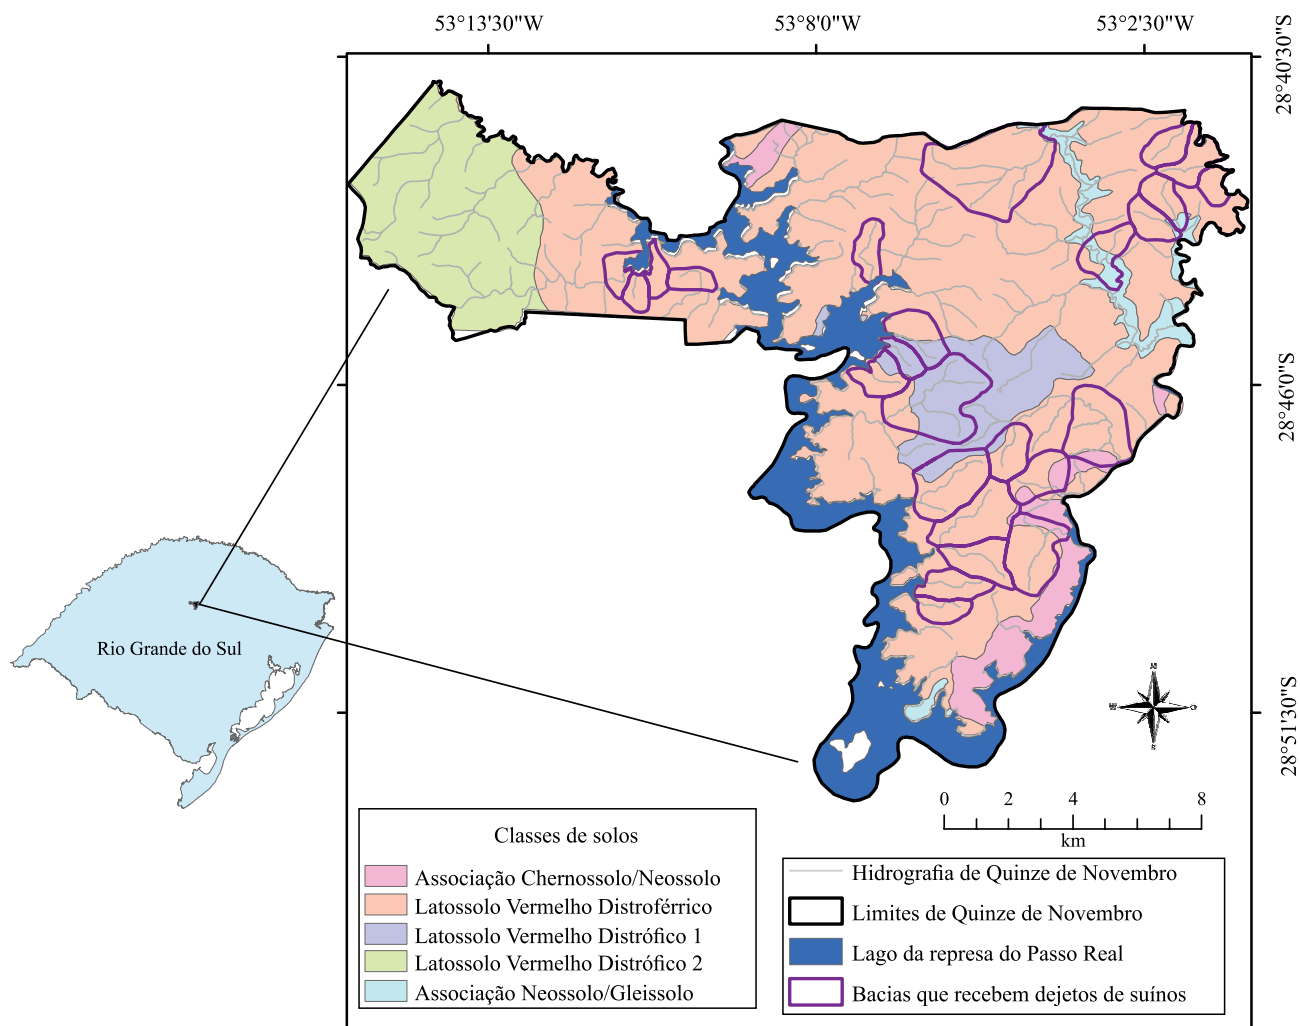 53°13'30"W
53°8'0"W
53°2'30"W
28°40'30"S
28°46'0"S
28°51'30"S
Rio Grande do Sul
0 2 4 8
km
Classes de solos
Associação Chernossolo/Neossolo
Latossolo Vermelho Distroférrico
Latossolo Vermelho Distrófico 1
Latossolo Vermelho Distrófico 2
Associação Neossolo/Gleissolo
Hidrografia de Quinze de Novembro
Limites de Quinze de Novembro
Lago da represa do Passo Real
Bacias que recebem dejetos de suínos